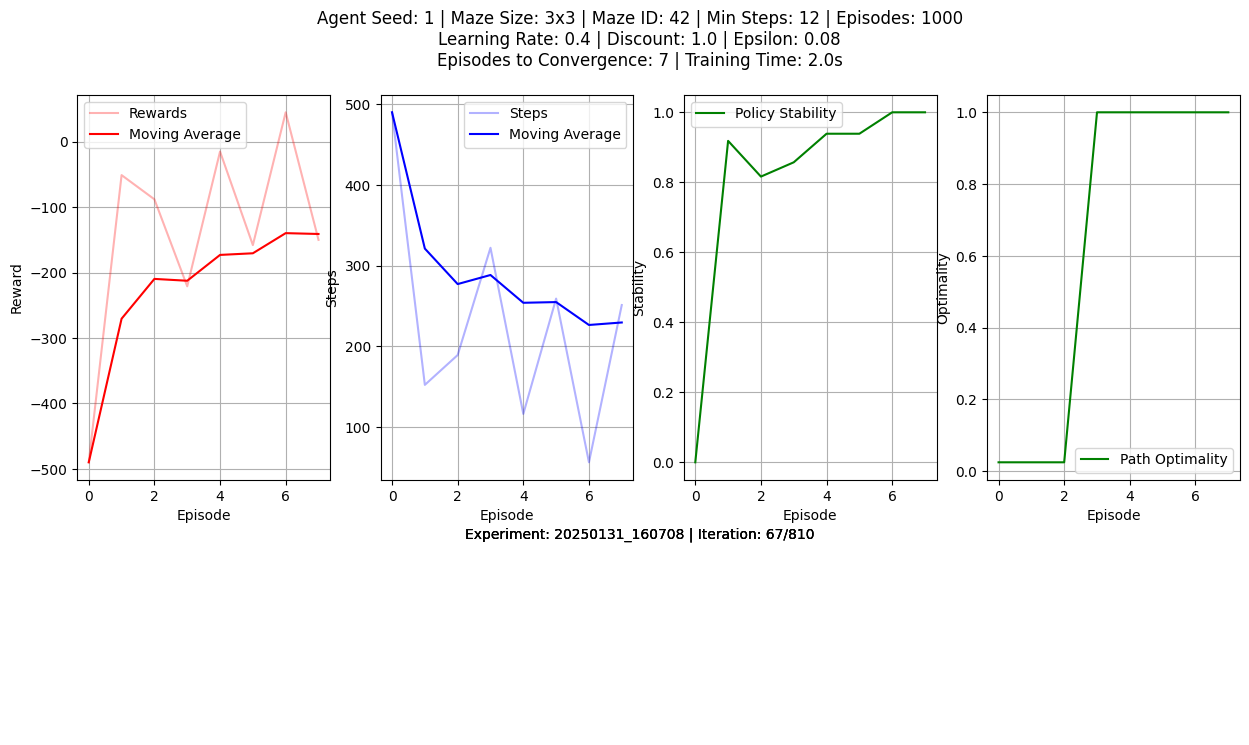 Agent Seed: 1 | Maze Size: 3x3 | Maze ID: 42 | Min Steps: 12 | Episodes: 1000
Learning Rate: 0.4 | Discount: 1.0 | Epsilon: 0.08
Episodes to Convergence: 7 | Training Time: 2.0s
Rewards
Moving Average
0
−100
−200
−300
−400
−500
Reward
0 2 4 6
Episode
Steps
Moving Average
500
400
300
200
100
Steps
0 2 4 6
Episode
Policy Stability
1.0
0.8
0.6
0.4
0.2
0.0
Stability
0 2 4 6
Episode
1.0
0.8
0.6
0.4
0.2
0.0
Optimality
Path Optimality
0 2 4 6
Episode
Experiment: 20250131_160708 | Iteration: 67/810